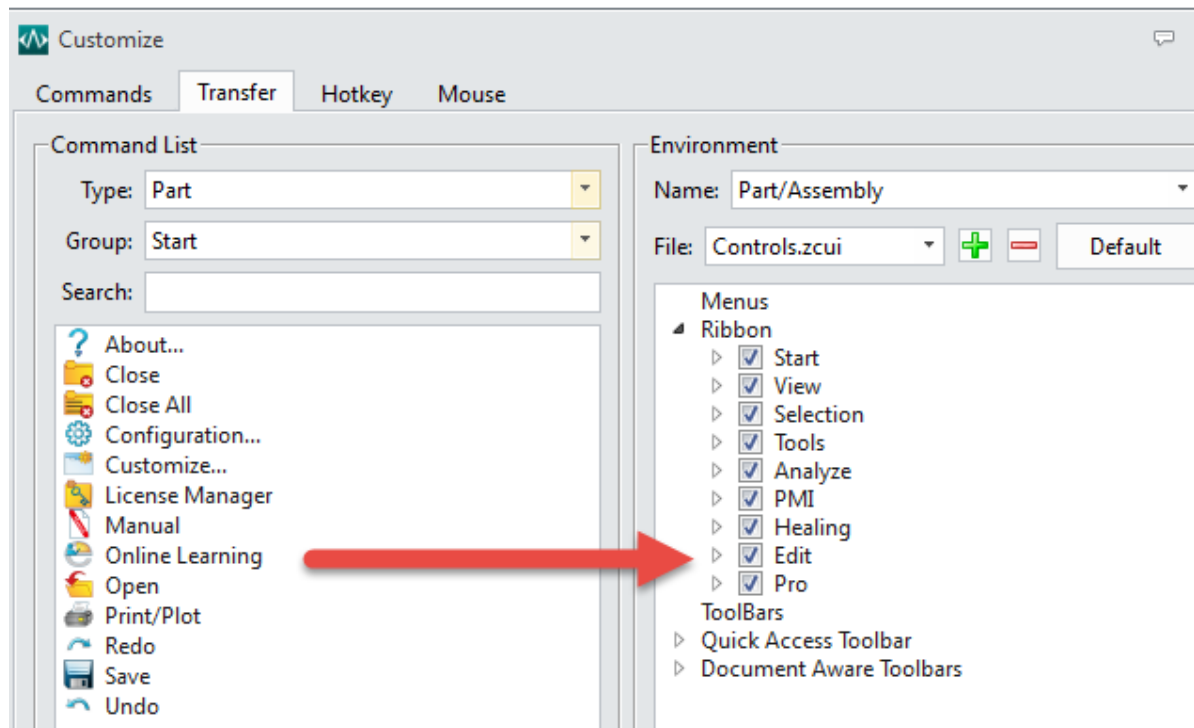 Customize
Commands Transfer Hotkey Mouse
Command List
Type: Part
Group: Start
Search:
About...
Close
Close All
Configuration...
Customize...
License Manager
Manual
Online Learning
Open
Print/Plot
Redo
Save
Undo
Environment
Name: Part/Assembly
File: Controls.zcui Default
Menus
Ribbon
Start
View
Selection
Tools
Analyze
PMI
Healing
Edit
Pro
ToolBars
Quick Access Toolbar
Document Aware Toolbars